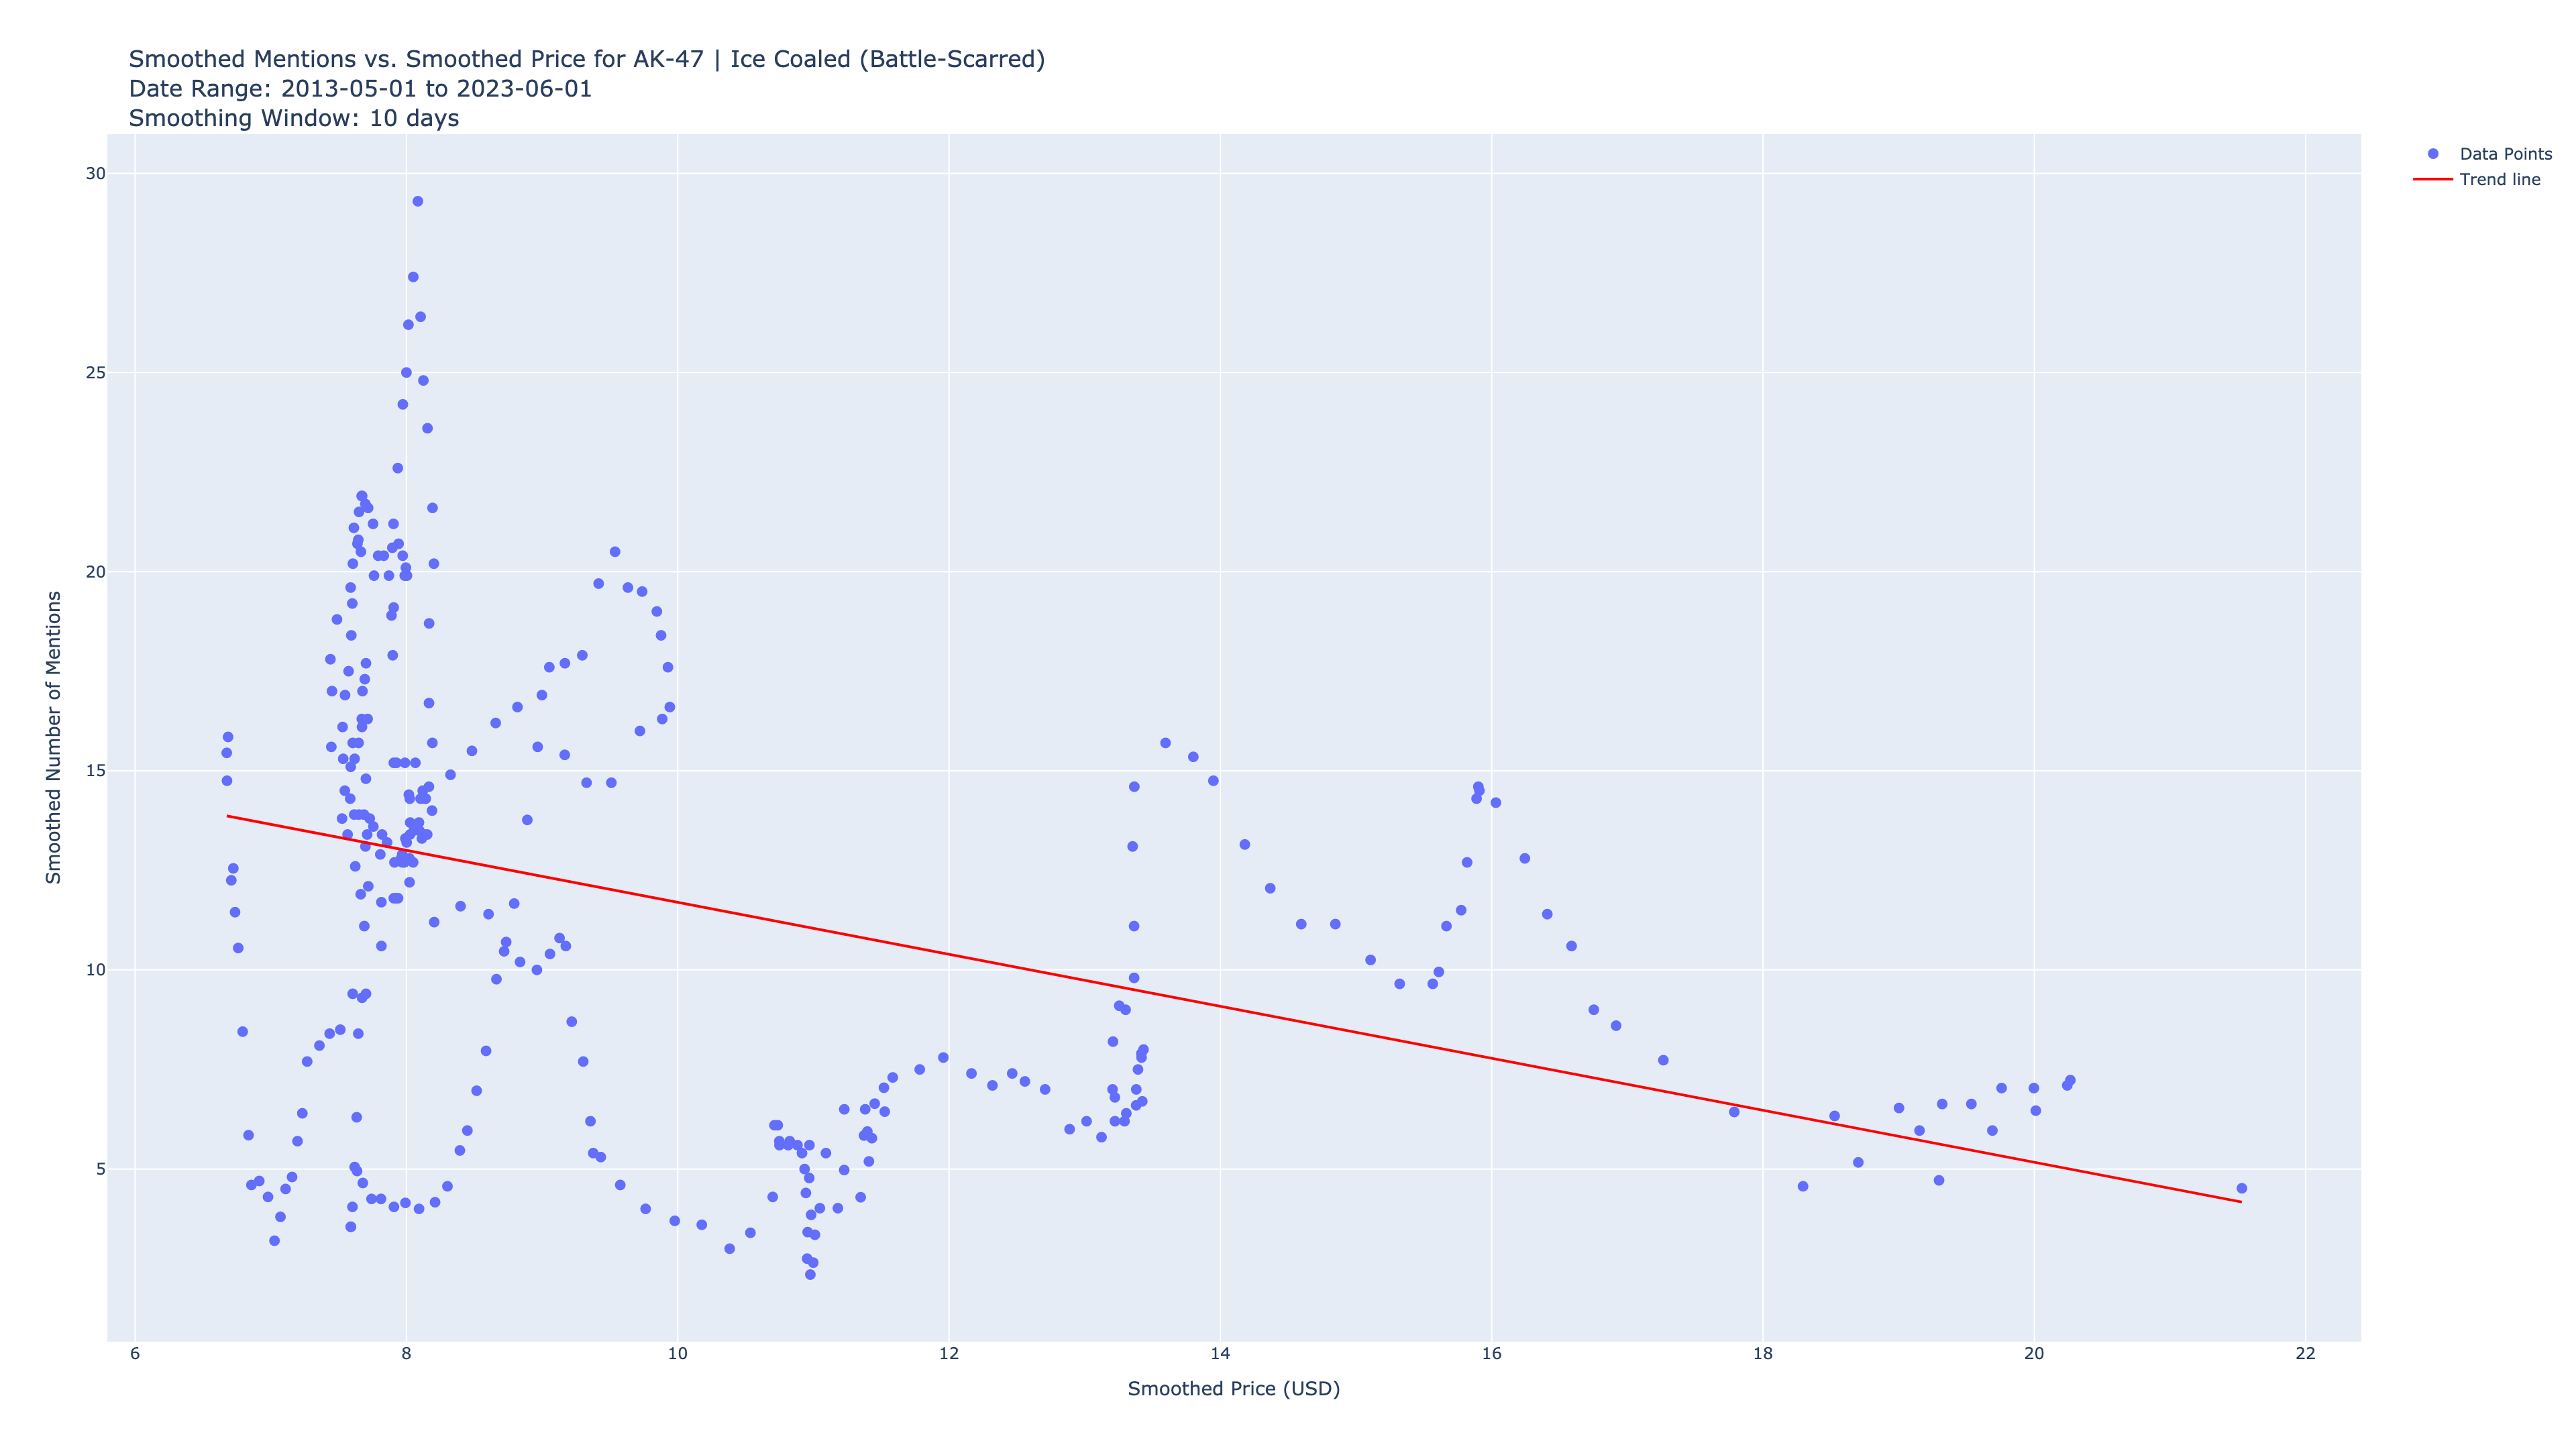 Smoothed Mentions vs. Smoothed Price for AK-47 | Ice Coaled (Battle-Scarred)
Date Range: 2013-05-01 to 2023-06-01
Smoothing Window: 10 days
Data Points
Trend line
30
25
20
15
10
5
Smoothed Number of Mentions
6 8 10 12 14 16 18 20 22
Smoothed Price (USD)